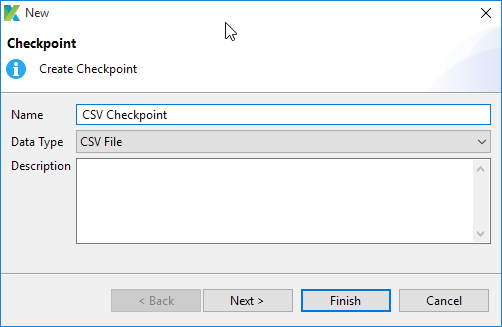 New
Checkpoint
Create Checkpoint
Name CSV Checkpoint
Data Type CSV File
Description
< Back Next > Finish Cancel